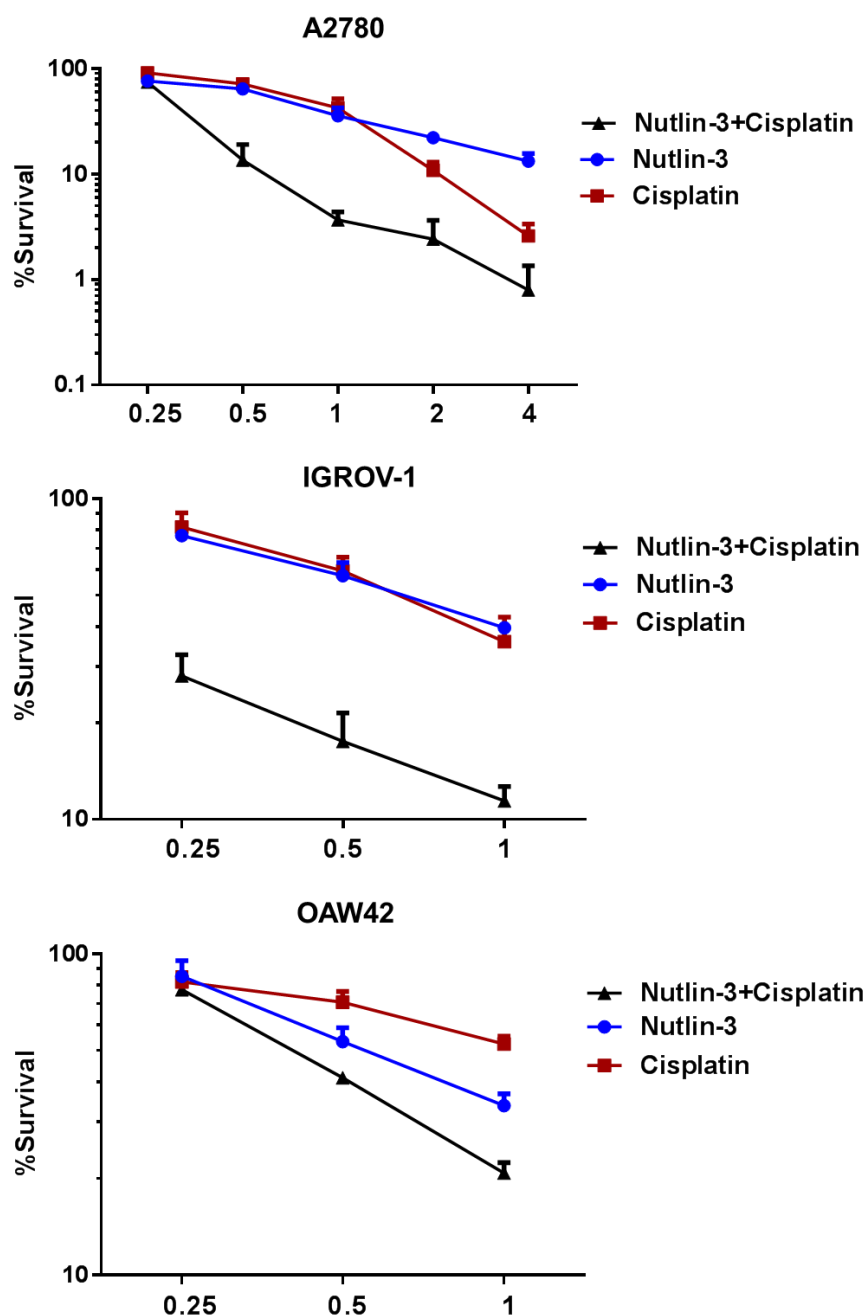 A2780
%Survival
100
10
1
0.1
0.25 0.5 1 2 4
Nutlin-3+Cisplatin
Nutlin-3
Cisplatin
IGROV-1
%Survival
100
10
0.25 0.5 1
Nutlin-3+Cisplatin
Nutlin-3
Cisplatin
OAW42
%Survival
100
10
0.25 0.5 1
Nutlin-3+Cisplatin
Nutlin-3
Cisplatin